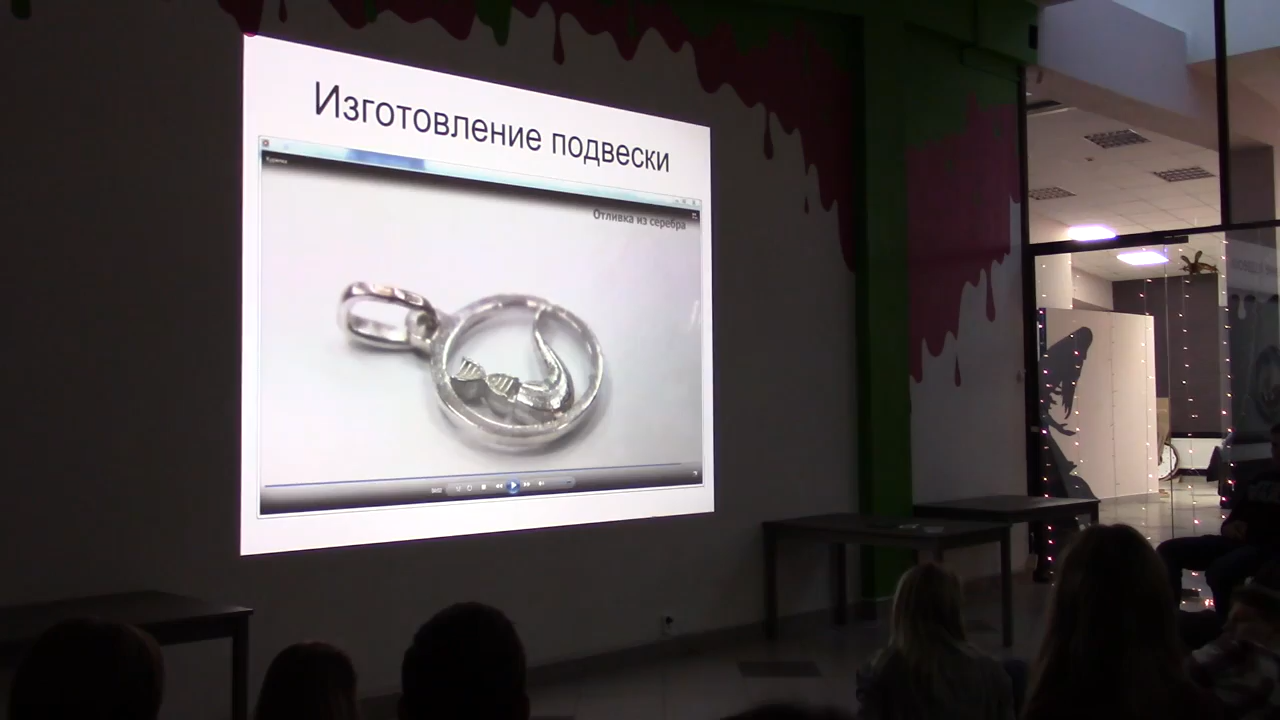 Изготовление подвески
Отливка из серебра